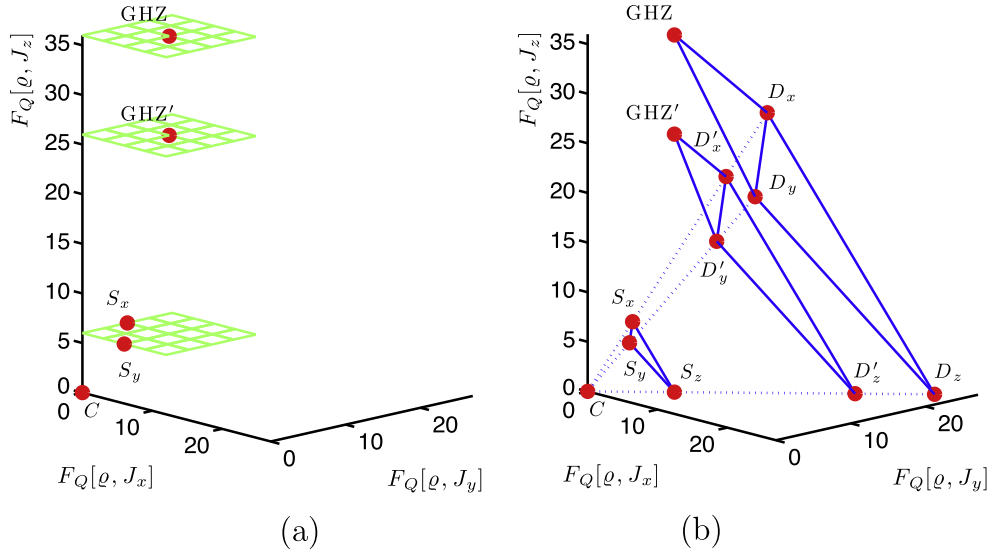 GHZ
GHZ′
S_x
S_y
C
F_Q[ϱ, J_z]
35
30
25
20
15
10
5
0
0
10
20
F_Q[ϱ, J_x]
0
10
20
F_Q[ϱ, J_y]
(a)
GHZ
D_x
GHZ′
D′_x
D_y
D′_y
S_x
S_y
S_z
D′_z
D_z
C
F_Q[ϱ, J_z]
35
30
25
20
15
10
5
0
0
10
20
F_Q[ϱ, J_x]
0
10
20
F_Q[ϱ, J_y]
(b)